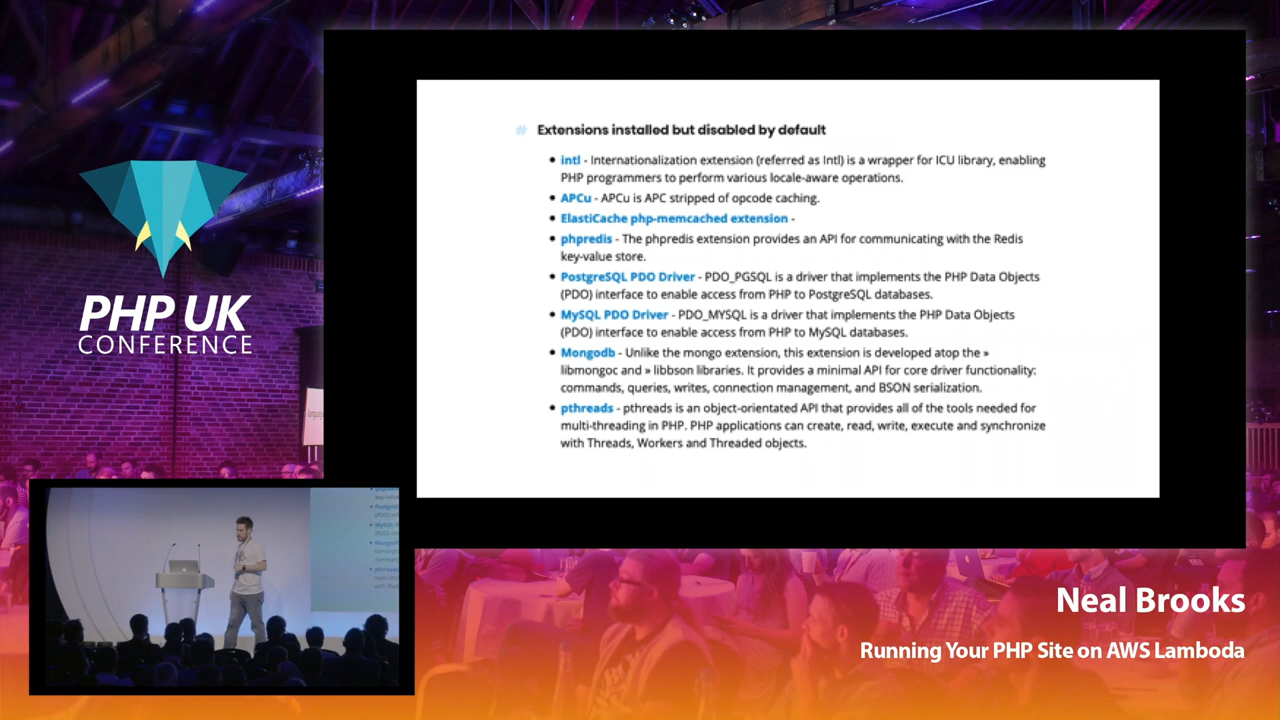 PHP UK
CONFERENCE
# Extensions installed but disabled by default
• intl - Internationalization extension (referred as Intl) is a wrapper for ICU library, enabling
PHP programmers to perform various locale-aware operations.
• APCu - APCu is APC stripped of opcode caching.
• ElastiCache php-memcached extension -
• phpredis - The phpredis extension provides an API for communicating with the Redis
key-value store.
• PostgreSQL PDO Driver - PDO_PGSQL is a driver that implements the PHP Data Objects
(PDO) interface to enable access from PHP to PostgreSQL databases.
• MySQL PDO Driver - PDO_MYSQL is a driver that implements the PHP Data Objects
(PDO) interface to enable access from PHP to MySQL databases.
• Mongodb - Unlike the mongo extension, this extension is developed atop the »
libmongoc and » libbson libraries. It provides a minimal API for core driver functionality:
commands, queries, writes, connection management, and BSON serialization.
• pthreads - pthreads is an object-orientated API that provides all of the tools needed for
multi-threading in PHP. PHP applications can create, read, write, execute and synchronize
with Threads, Workers and Threaded objects.
Neal Brooks
Running Your PHP Site on AWS Lamboda